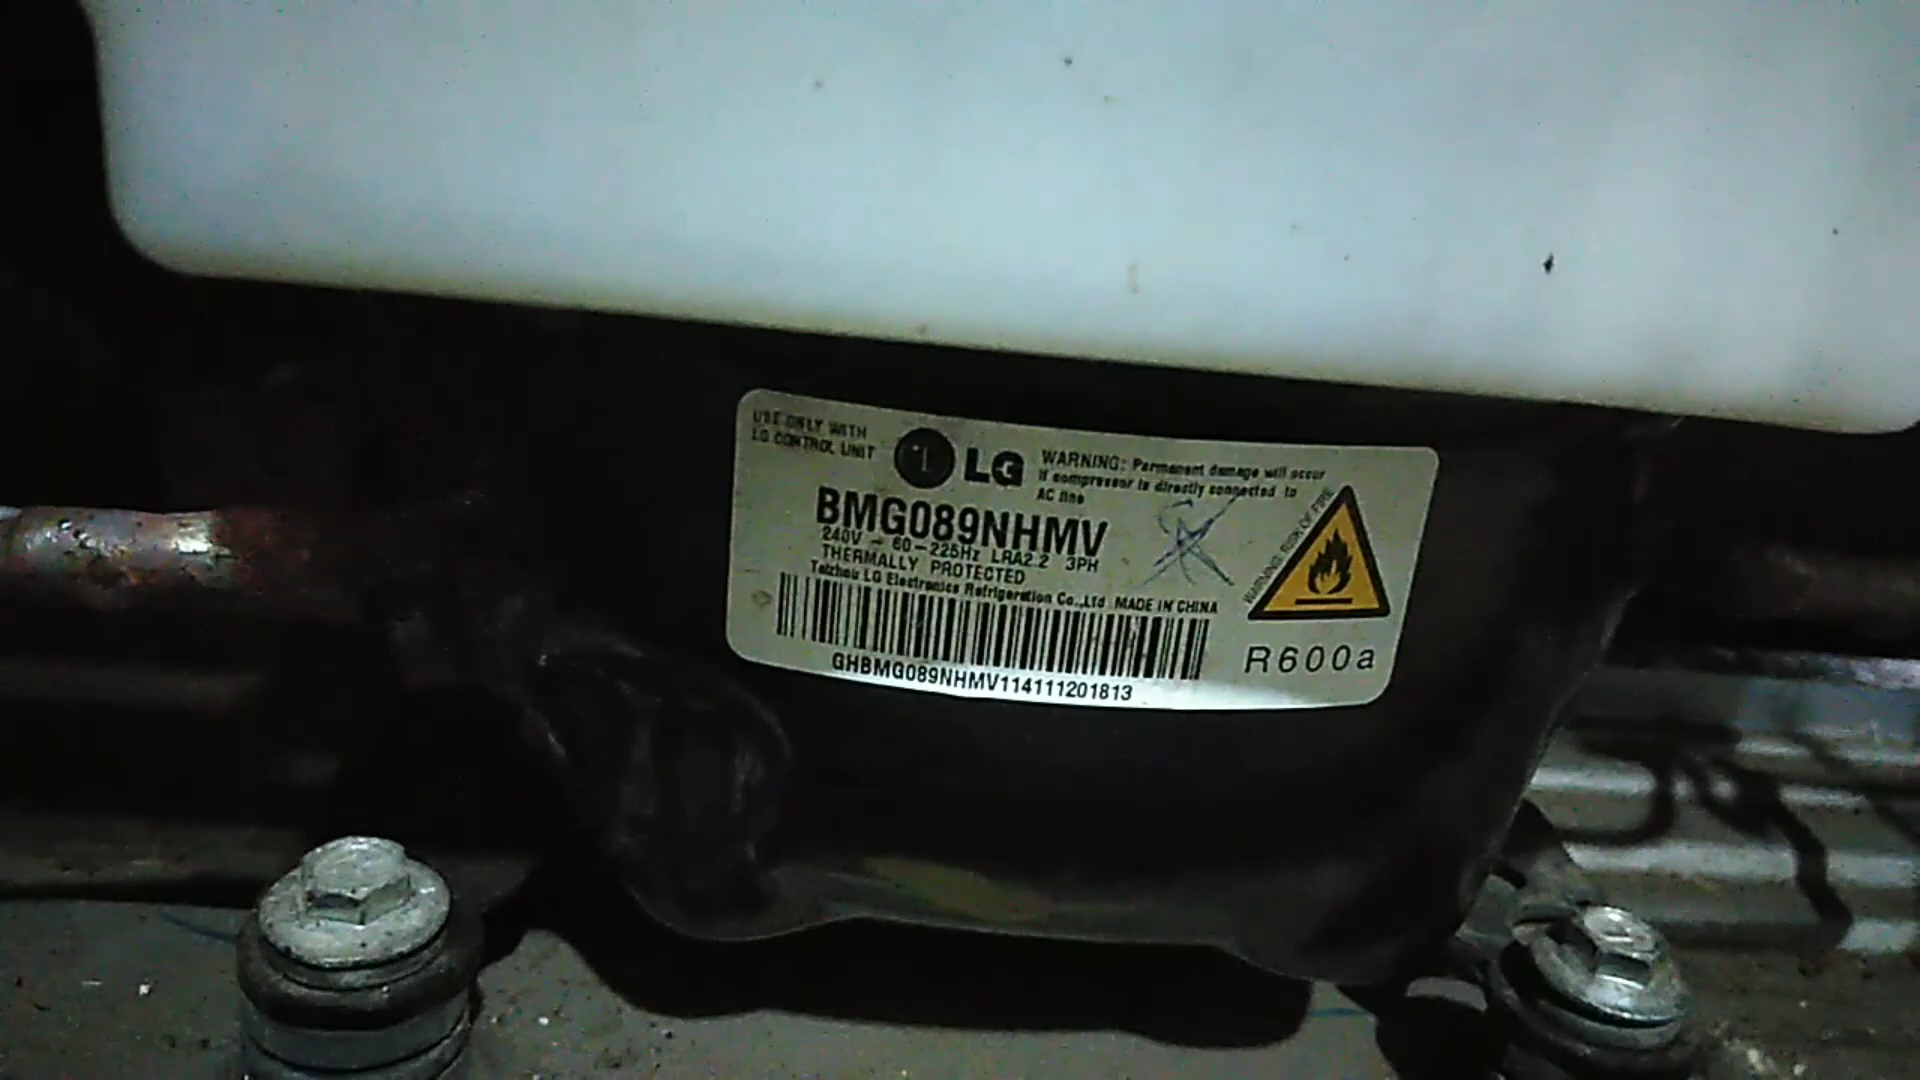 USE ONLY WITH
LG CONTROL UNIT
LG
WARNING: Permanent damage will occur
if compressor is directly connected to
AC line
BMG089NHMV
240V ~ 60-225Hz LRA2.2 3PH
THERMALLY PROTECTED
Taizhou LG Electronics Refrigeration Co.,Ltd MADE IN CHINA
WARNING: RISK OF FIRE
R600a
GHBMG089NHMV114111201813